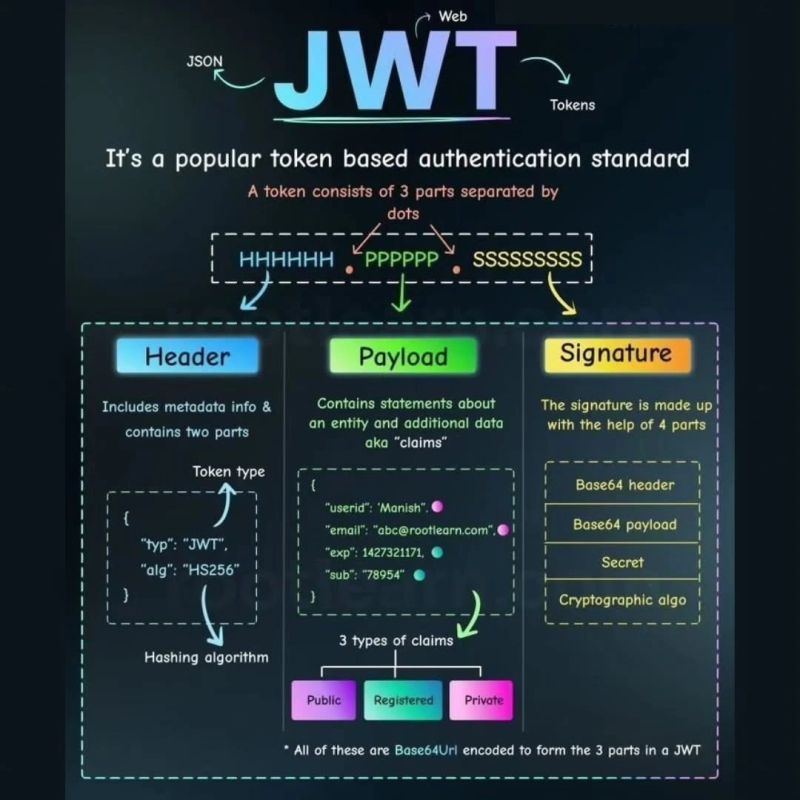 Web
JSON
JWT
Tokens
It's a popular token based authentication standard
A token consists of 3 parts separated by
dots
HHHHHH . PPPPPP . SSSSSSSSS
Header
Includes metadata info &
contains two parts
Token type
{
"typ": "JWT",
"alg": "HS256"
}
Hashing algorithm
Payload
Contains statements about
an entity and additional data
aka "claims"
{
"userid": 'Manish",
"email": "abc@rootlearn.com",
"exp": 1427321171,
"sub": "78954"
}
3 types of claims
Public
Registered
Private
Signature
The signature is made up
with the help of 4 parts
Base64 header
Base64 payload
Secret
Cryptographic algo
* All of these are Base64Url encoded to form the 3 parts in a JWT